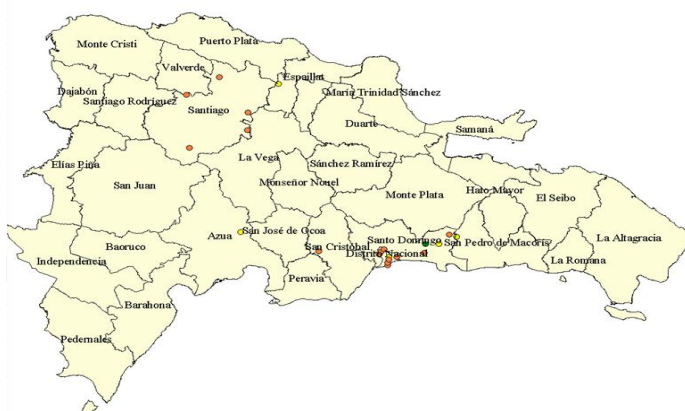 Puerto Plata
Monte Cristi
Valverde
Espaillat
Dajabón
Santiago Rodríguez
María Trinidad Sánchez
Santiago
Duarte
Samaná
La Vega
Sánchez Ramírez
Elías Piña
San Juan
Monseñor Nouel
Monte Plata
Hato Mayor
El Seibo
Azua
San José de Ocoa
San Cristóbal
Santo Domingo
San Pedro de Macorís
La Altagracia
Baoruco
Distrito Nacional
Independencia
La Romana
Peravia
Barahona
Pedernales